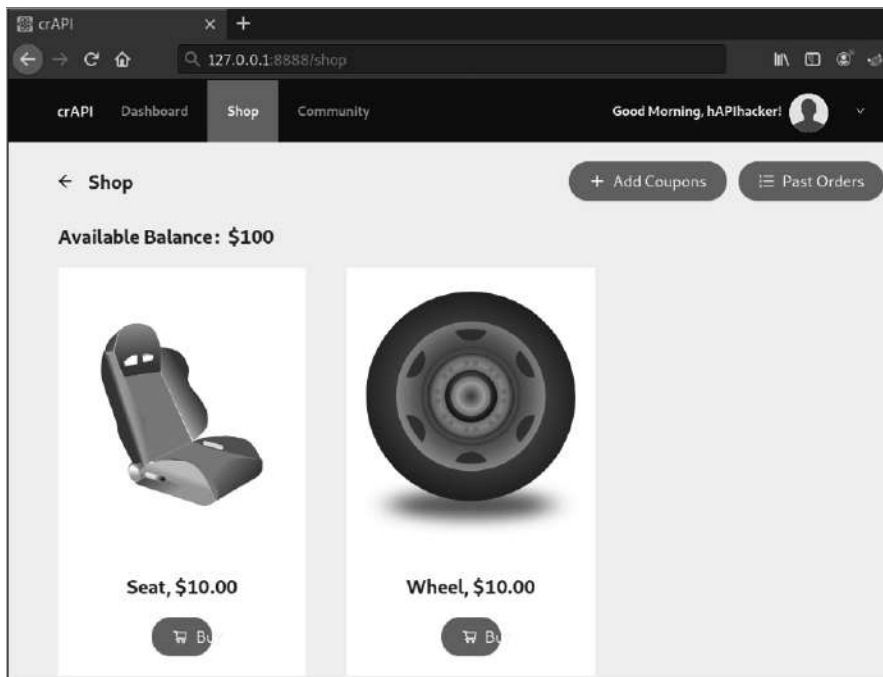 crAPI
127.0.0.1:8888/shop
crAPI Dashboard Shop Community Good Morning, hAPIhacker!
Shop + Add Coupons Past Orders
Available Balance: $100
Seat, $10.00 Wheel, $10.00